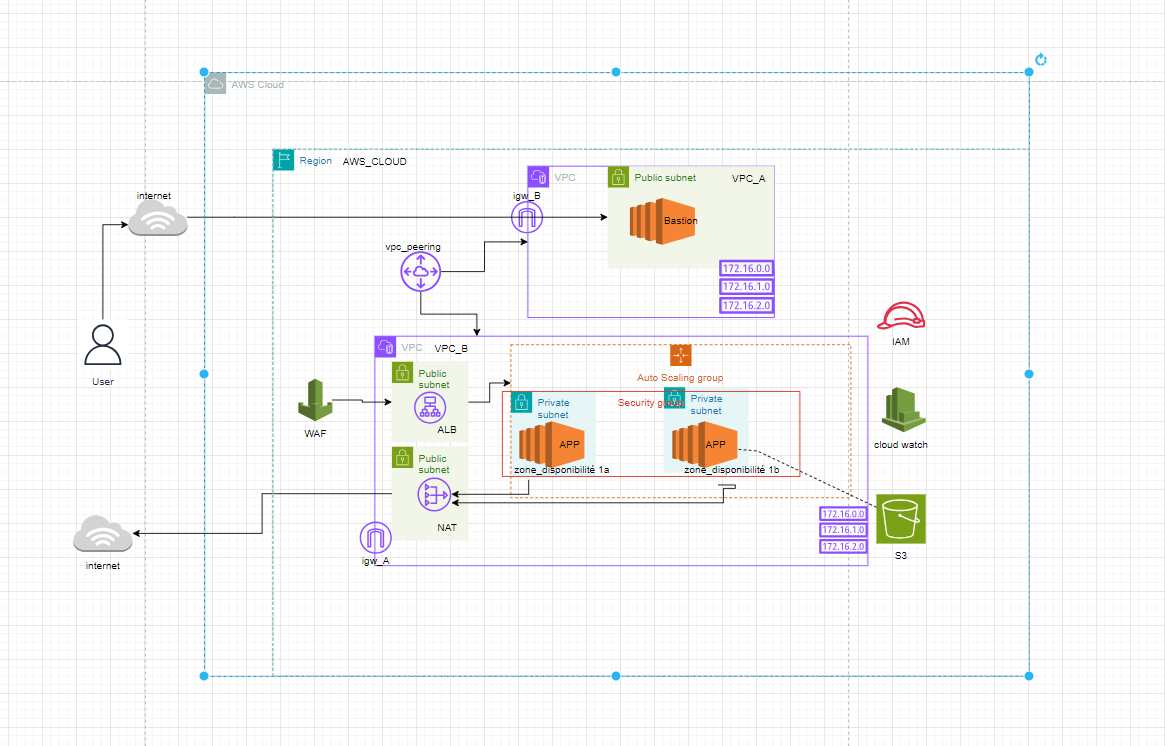 AWS Cloud
Region
AWS_CLOUD
VPC
Public subnet
VPC_A
internet
igw_B
Bastion
vpc_peering
172.16.0.0
172.16.1.0
172.16.2.0
User
IAM
VPC
VPC_B
Public
subnet
ALB
Auto Scaling group
Private
subnet
Security group
Private
subnet
WAF
APP
APP
cloud watch
zone_disponibilité 1a
zone_disponibilité 1b
Public
subnet
NAT
172.16.0.0
172.16.1.0
172.16.2.0
igw_A
internet
S3